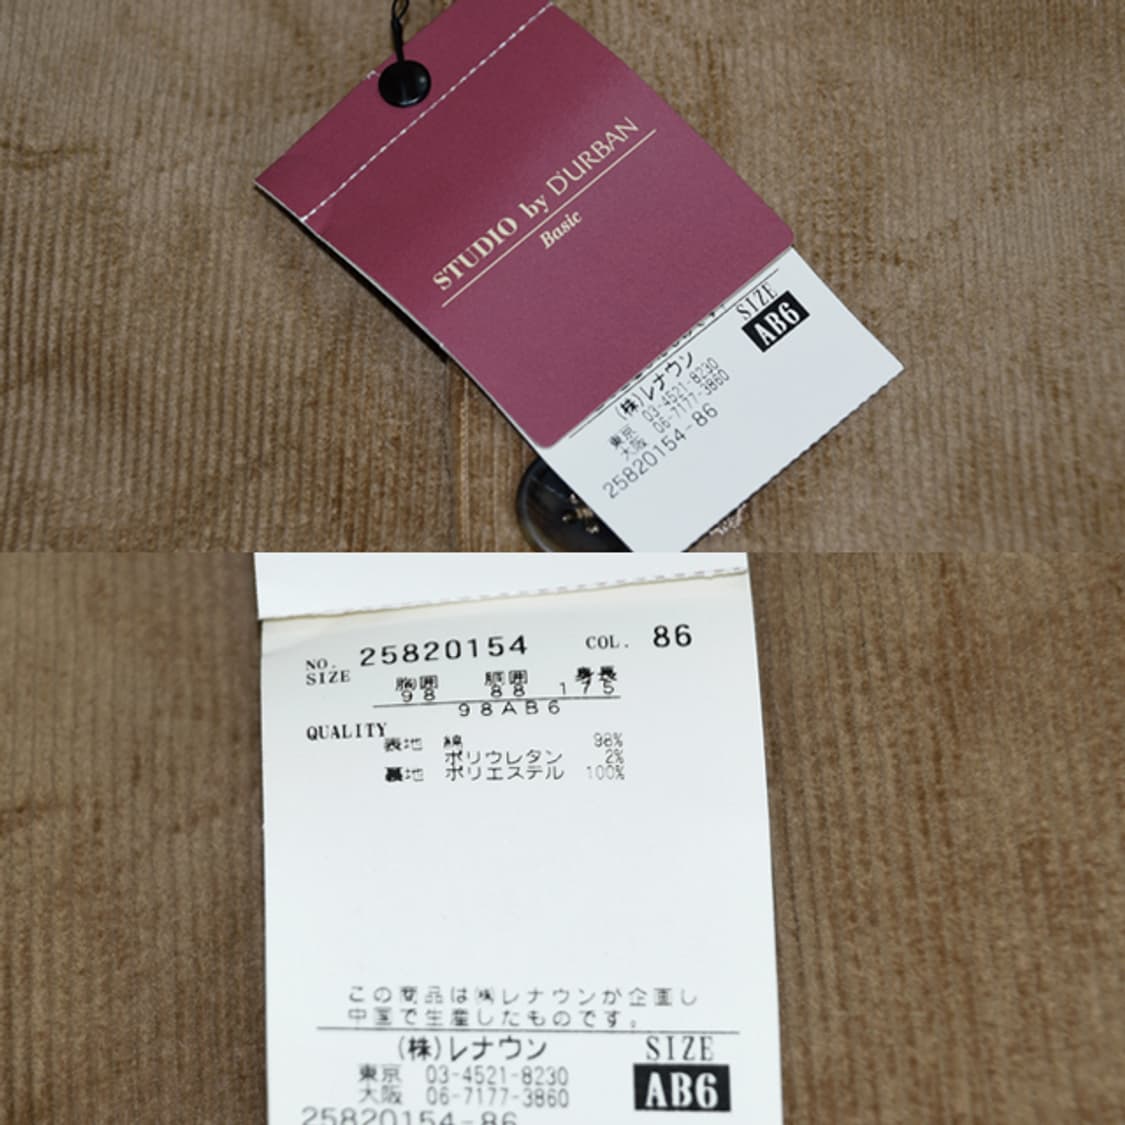 STUDIO by D'URBAN
Basic
SIZE
AB6
(株)レナウン
東京 03-4521-8230
大阪 06-7177-3860
25820154-86
NO. 25820154 COL. 86
SIZE 胸囲 胴囲 身長
98 88 175
98AB6
QUALITY
表地 綿 98%
ポリウレタン 2%
裏地 ポリエステル 100%
この商品は㈱レナウンが企画し
中国で生産したものです。
(株)レナウン SIZE
東京 03-4521-8230 AB6
大阪 06-7177-3860
25820154-86